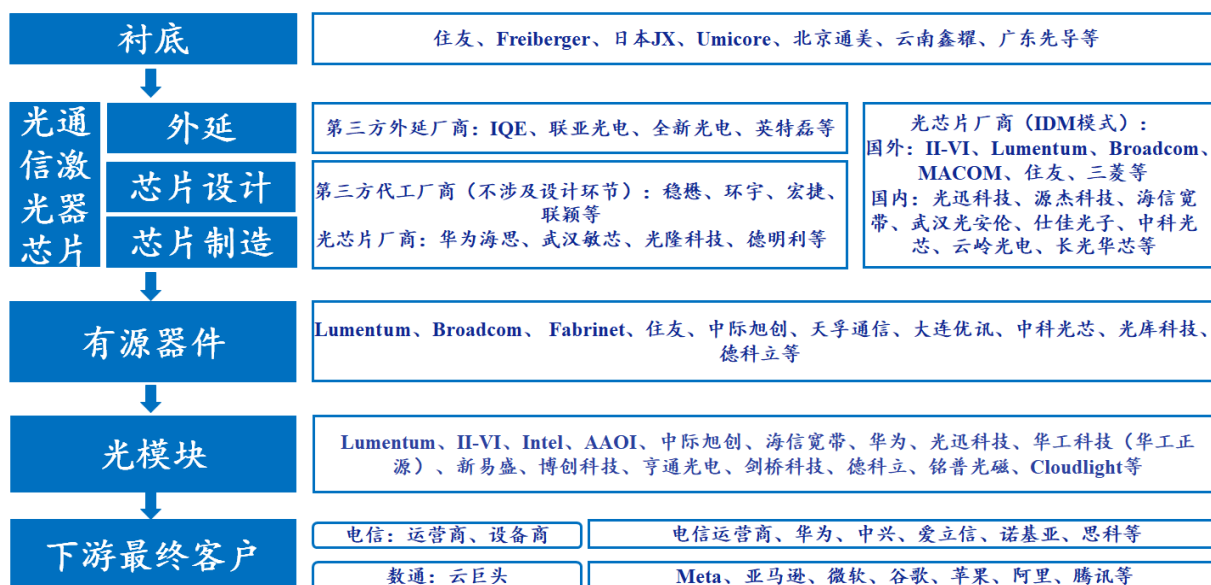 衬底
住友、Freiberger、日本JX、Umicore、北京通美、云南鑫耀、广东先导等
光通
信激
光器
芯片
外延
芯片设计
芯片制造
第三方外延厂商：IQE、联亚光电、全新光电、英特磊等
第三方代工厂商（不涉及设计环节）：稳懋、环宇、宏捷、
联颖等
光芯片厂商：华为海思、武汉敏芯、光隆科技、德明利等
光芯片厂商（IDM模式）：
国外：II-VI、Lumentum、Broadcom、
MACOM、住友、三菱等
国内：光迅科技、源杰科技、海信宽
带、武汉光安伦、仕佳光子、中科光
芯、云岭光电、长光华芯等
有源器件
Lumentum、Broadcom、 Fabrinet、住友、中际旭创、天孚通信、大连优讯、中科光芯、光库科技、
德科立等
光模块
Lumentum、II-VI、Intel、AAOI、中际旭创、海信宽带、华为、光迅科技、华工科技（华工正
源）、新易盛、博创科技、亨通光电、剑桥科技、德科立、铭普光磁、Cloudlight等
下游最终客户
电信：运营商、设备商
电信运营商、华为、中兴、爱立信、诺基亚、思科等
数通：云巨头
Meta、亚马逊、微软、谷歌、苹果、阿里、腾讯等